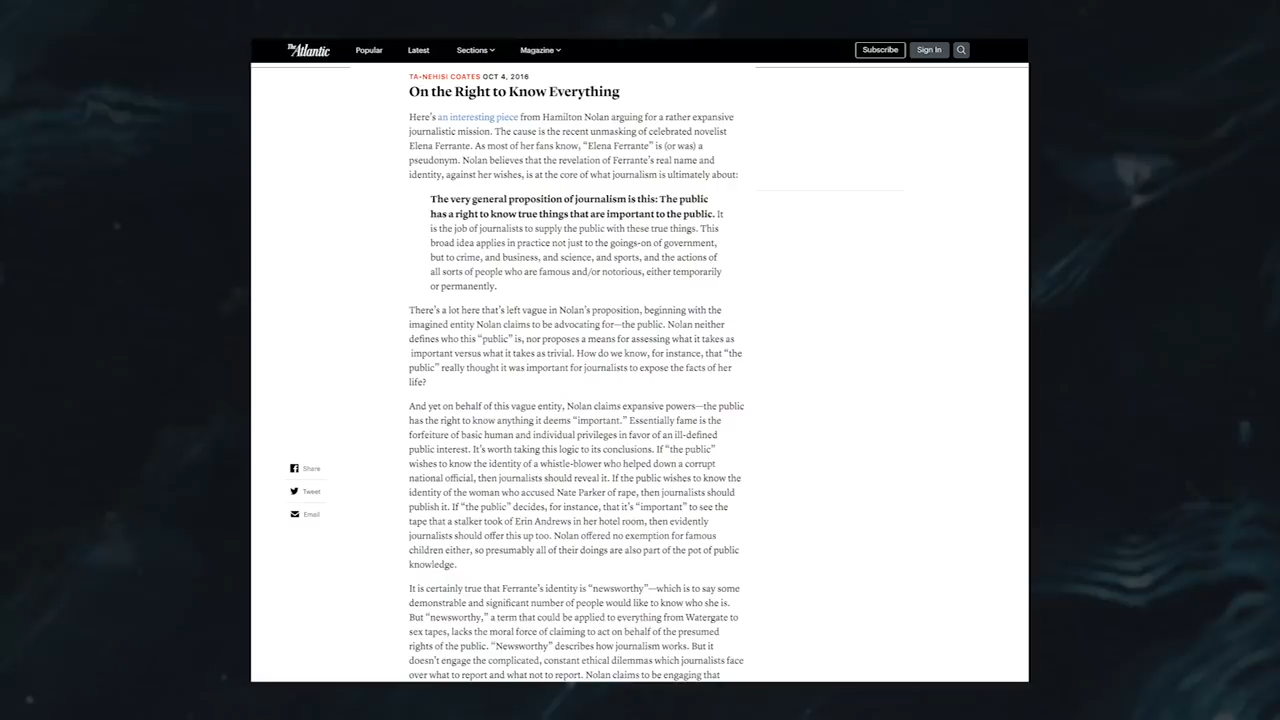 The Atlantic Popular Latest Sections Magazine Subscribe Sign In
TA-NEHISI COATES OCT 4, 2016
On the Right to Know Everything
Here's an interesting piece from Hamilton Nolan arguing for a rather expansive
journalistic mission. The cause is the recent unmasking of celebrated novelist
Elena Ferrante. As most of her fans know, “Elena Ferrante” is (or was) a
pseudonym. Nolan believes that the revelation of Ferrante's real name and
identity, against her wishes, is at the core of what journalism is ultimately about:
The very general proposition of journalism is this: The public
has a right to know true things that are important to the public. It
is the job of journalists to supply the public with these true things. This
broad idea applies in practice not just to the goings-on of government,
but to crime, and business, and science, and sports, and the actions of
all sorts of people who are famous and/or notorious, either temporarily
or permanently.
There's a lot here that's left vague in Nolan's proposition, beginning with the
imagined entity Nolan claims to be advocating for—the public. Nolan neither
defines who this “public” is, nor proposes a means for assessing what it takes as
important versus what it takes as trivial. How do we know, for instance, that “the
public” really thought it was important for journalists to expose the facts of her
life?
And yet on behalf of this vague entity, Nolan claims expansive powers—the public
has the right to know anything it deems “important.” Essentially fame is the
forfeiture of basic human and individual privileges in favor of an ill-defined
public interest. It's worth taking this logic to its conclusions. If “the public”
wishes to know the identity of a whistle-blower who helped down a corrupt
national official, then journalists should reveal it. If the public wishes to know the
identity of the woman who accused Nate Parker of rape, then journalists should
publish it. If “the public” decides, for instance, that it's “important” to see the
tape that a stalker took of Erin Andrews in her hotel room, then evidently
journalists should offer this up too. Nolan offered no exemption for famous
children either, so presumably all of their doings are also part of the pot of public
knowledge.
It is certainly true that Ferrante's identity is “newsworthy”—which is to say some
demonstrable and significant number of people would like to know who she is.
But “newsworthy,” a term that could be applied to everything from Watergate to
sex tapes, lacks the moral force of claiming to act on behalf of the presumed
rights of the public. “Newsworthy” describes how journalism works. But it
doesn't engage the complicated, constant ethical dilemmas which journalists face
over what to report and what not to report. Nolan claims to be engaging that
Share
Tweet
Email